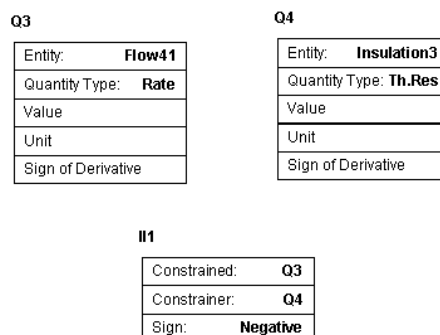 Q3
Entity: Flow41
Quantity Type: Rate
Value
Unit
Sign of Derivative
Q4
Entity: Insulation3
Quantity Type: Th.Res
Value
Unit
Sign of Derivative
II1
Constrained: Q3
Constrainer: Q4
Sign: Negative